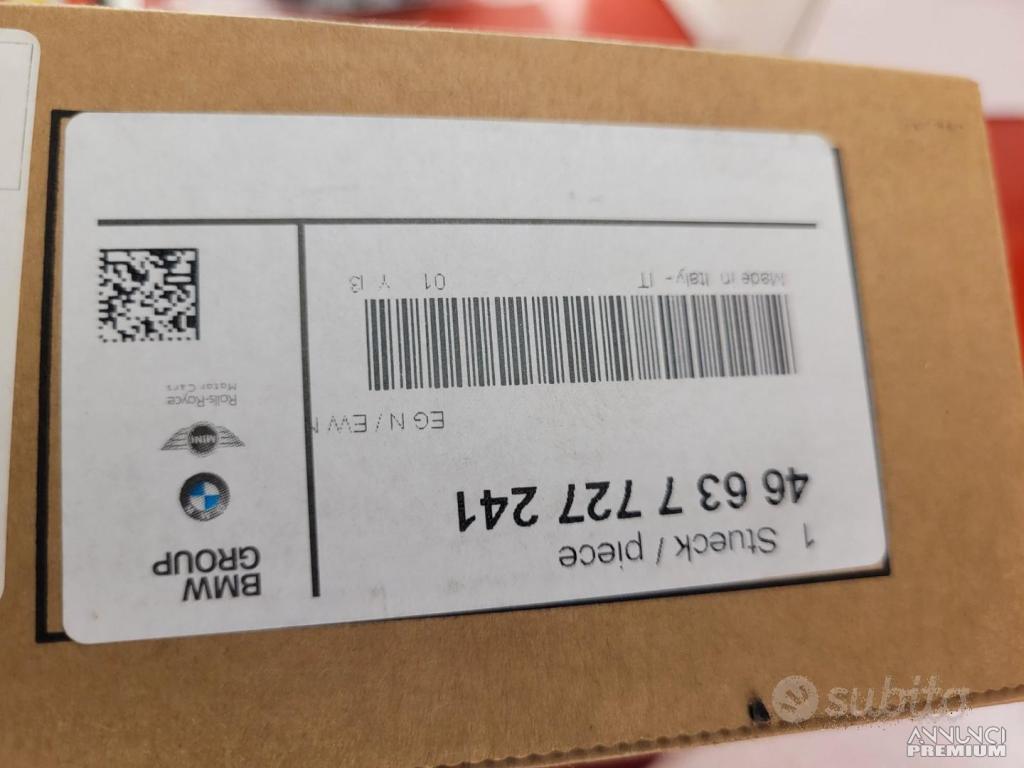 1 Stueck / piece
46 63 7 727 241
EG N / EW N
Made in Italy - IT 01 Y I3
BMW
GROUP
MINI
Rolls-Royce
Motor Cars
subito
ANNUNCI
PREMIUM